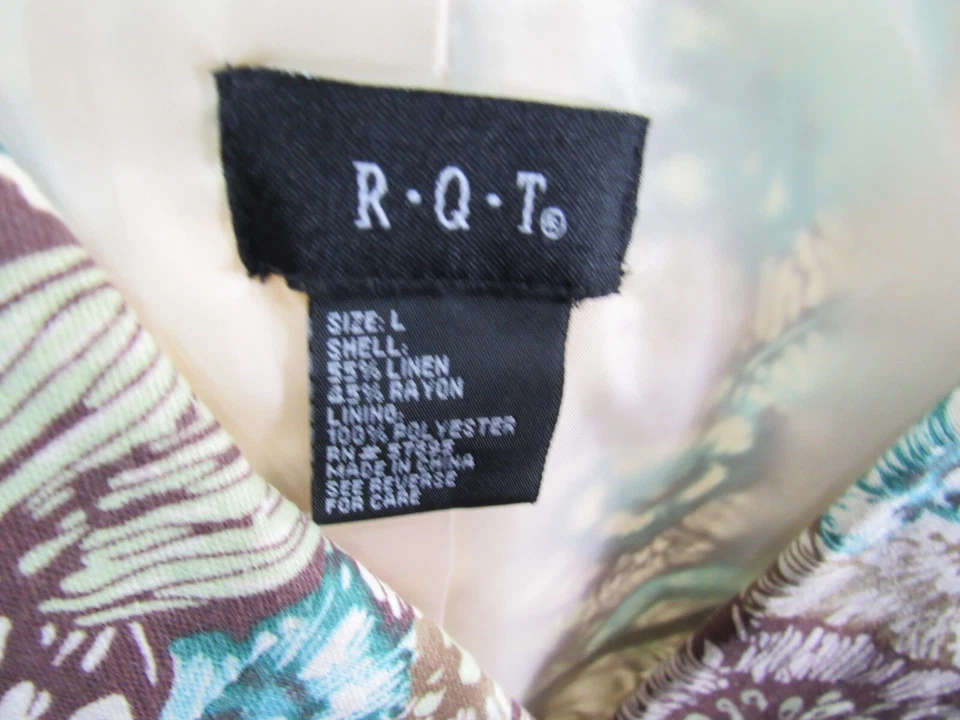 R·Q·T®
SIZE: L
SHELL:
55% LINEN
45% RAYON
LINING:
100% POLYESTER
RN #
MADE IN CHINA
SEE REVERSE
FOR CARE